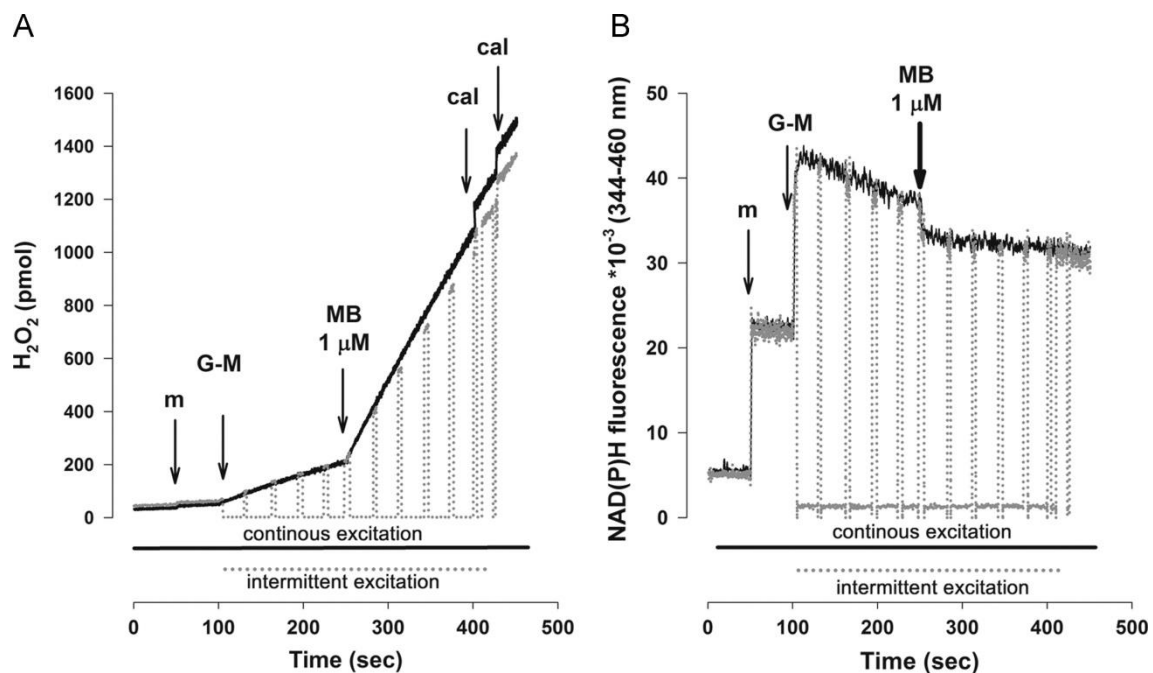 A
cal
cal
1600
1400
1200
1000
800
600
400
200
0
H₂O₂ (pmol)
m
G-M
MB
1 μM
continous excitation
intermittent excitation
0 100 200 300 400 500
Time (sec)
B
MB
1 μM
G-M
m
50
40
30
20
10
0
NAD(P)H fluorescence *10⁻³ (344-460 nm)
continous excitation
intermittent excitation
0 100 200 300 400 500
Time (sec)